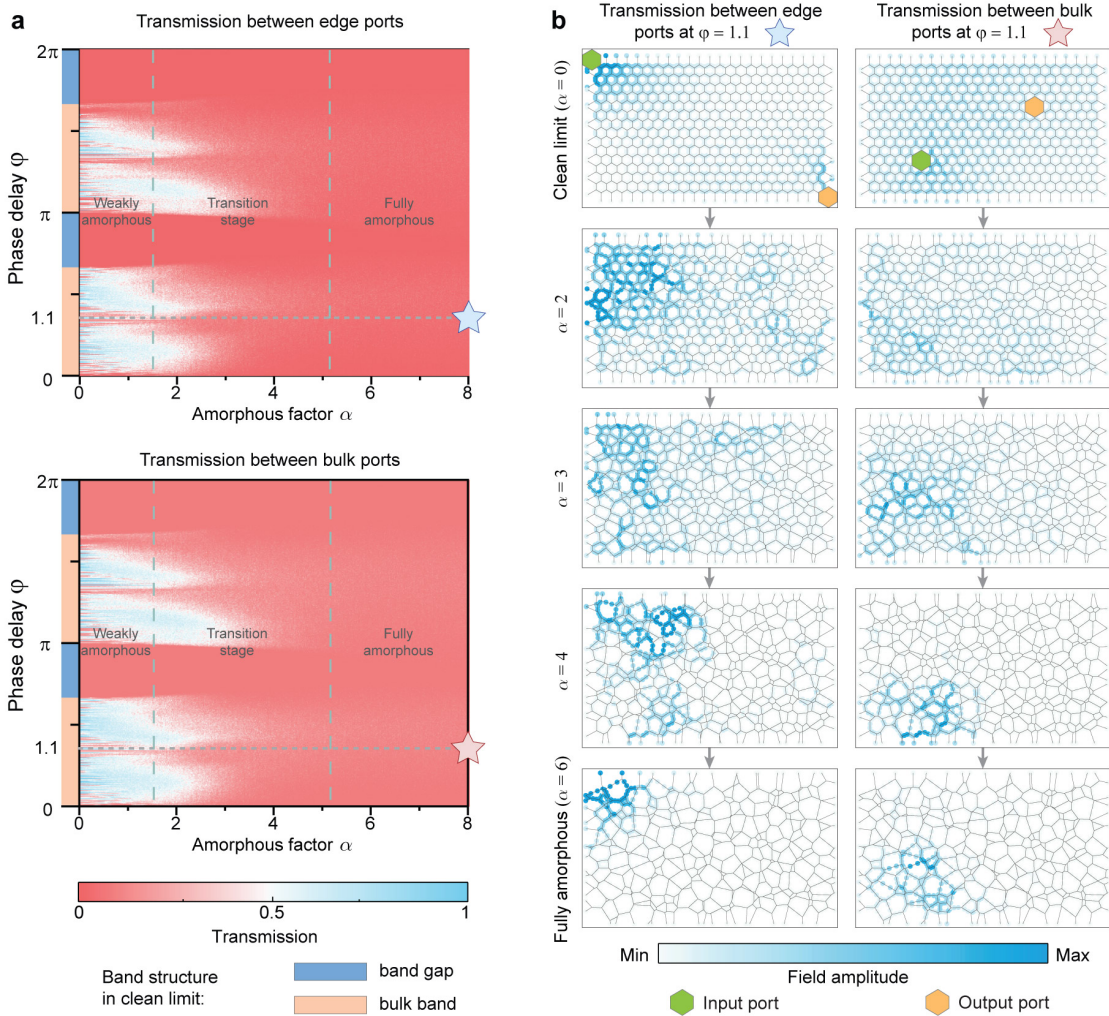 a
Transmission between edge ports
2π
π
1.1
0
Phase delay φ
Weakly amorphous
Transition stage
Fully amorphous
0 2 4 6 8
Amorphous factor α
Transmission between bulk ports
2π
π
1.1
0
Phase delay φ
Weakly amorphous
Transition stage
Fully amorphous
0 2 4 6 8
Amorphous factor α
0 0.5 1
Transmission
Band structure
in clean limit:
band gap
bulk band
b
Transmission between edge
ports at φ = 1.1
Transmission between bulk
ports at φ = 1.1
Clean limit (α = 0)
α = 2
α = 3
α = 4
Fully amorphous (α = 6)
Min Max
Field amplitude
Input port
Output port